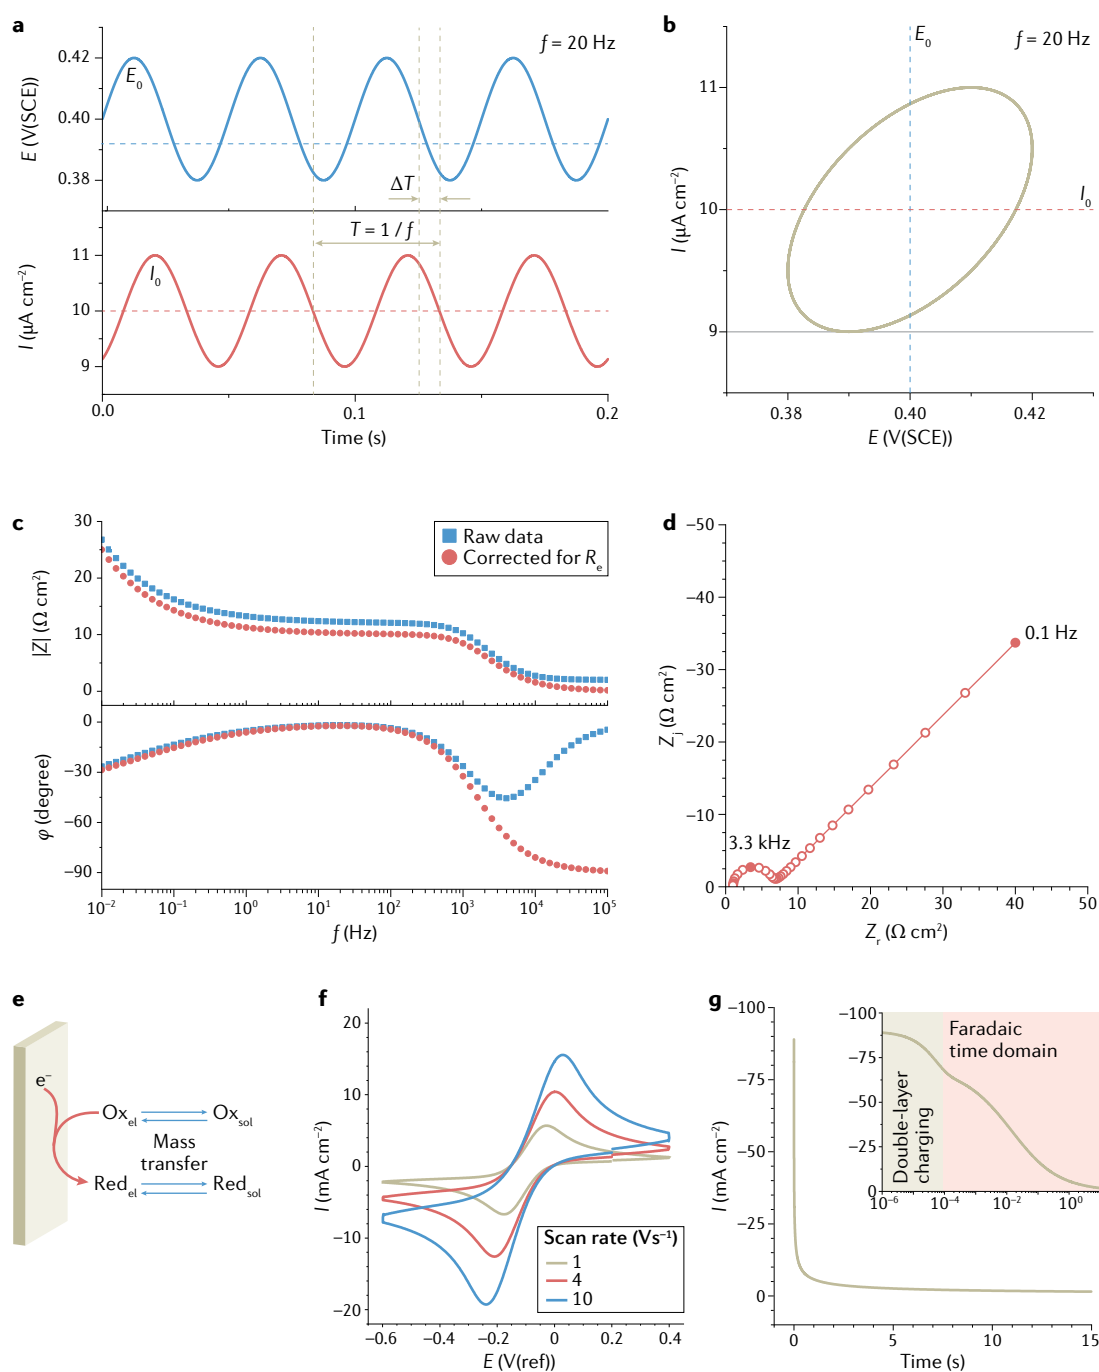 a
f = 20 Hz
0.42
0.40
0.38
E (V(SCE))
E₀
ΔT
T = 1 / f
11
10
9
I (μA cm⁻²)
I₀
0.0
0.1
0.2
Time (s)
b
E₀
f = 20 Hz
11
10
9
I (μA cm⁻²)
I₀
0.38
0.40
0.42
E (V(SCE))
c
30
20
10
0
|Z| (Ω cm²)
Raw data
Corrected for Rₑ
0
−30
−60
−90
φ (degree)
10⁻²
10⁻¹
10⁰
10¹
10²
10³
10⁴
10⁵
f (Hz)
d
−50
−40
−30
−20
−10
0
Zⱼ (Ω cm²)
0.1 Hz
3.3 kHz
0
10
20
30
40
50
Zᵣ (Ω cm²)
e
e⁻
Ox_el
Ox_sol
Mass
transfer
Red_el
Red_sol
f
20
10
0
−10
−20
I (mA cm⁻²)
Scan rate (Vs⁻¹)
1
4
10
−0.6
−0.4
−0.2
0
0.2
0.4
E (V(ref))
g
−100
−75
−50
−25
0
I (mA cm⁻²)
−100
−75
−50
−25
0
Double-layer
charging
Faradaic
time domain
10⁻⁶
10⁻⁴
10⁻²
10⁰
0
5
10
15
Time (s)